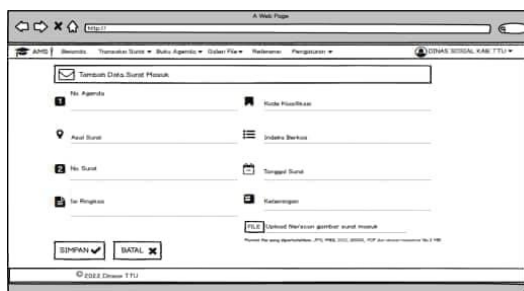 A Web Page
http://
AMS Beranda Transaksi Surat Buku Agenda Galeri File Referensi Pengaturan DINAS SOSIAL KAB TTU
Tambah Data Surat Masuk
No. Agenda
Kode Klasifikasi
Asal Surat
Indeks Berkas
No. Surat
Tanggal Surat
Isi Ringkas
Keterangan
FILE Upload file/scan gambar surat masuk
SIMPAN BATAL
© 2022 Dinsos TTU